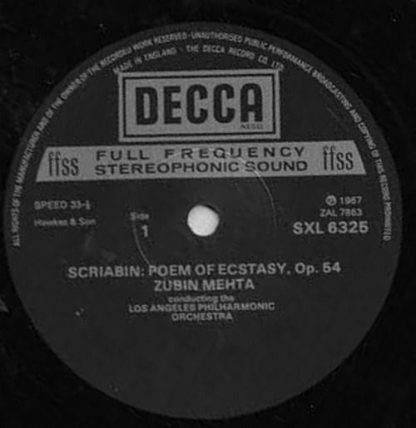 ALL RIGHTS OF THE MANUFACTURER AND OF THE OWNER OF THE RECORDED WORK RESERVED · UNAUTHORISED PUBLIC PERFORMANCE BROADCASTING AND COPYING OF THIS RECORD PROHIBITED
MADE IN ENGLAND · THE DECCA RECORD CO. LTD.
DECCA
REGD
ffss FULL FREQUENCY STEREOPHONIC SOUND ffss
SPEED 33-⅓
℗ 1967
Hawkes & Son
Side
1
ZAL 7863
SXL 6325
SCRIABIN: POEM OF ECSTASY, Op. 54
ZUBIN MEHTA
conducting the
LOS ANGELES PHILHARMONIC
ORCHESTRA